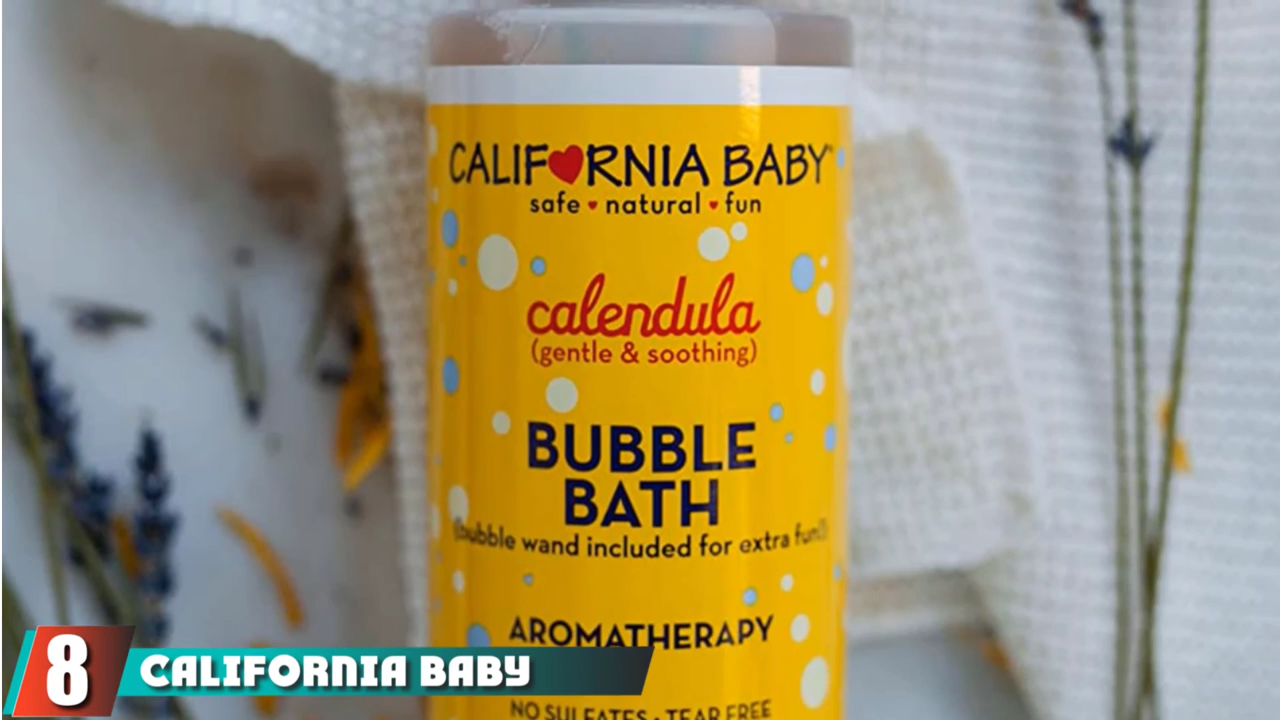 CALIFORNIA BABY
safe • natural • fun
calendula
(gentle & soothing)
BUBBLE
BATH
(bubble wand included for extra fun!)
AROMATHERAPY
NO SULFATES • TEAR FREE
8 CALIFORNIA BABY